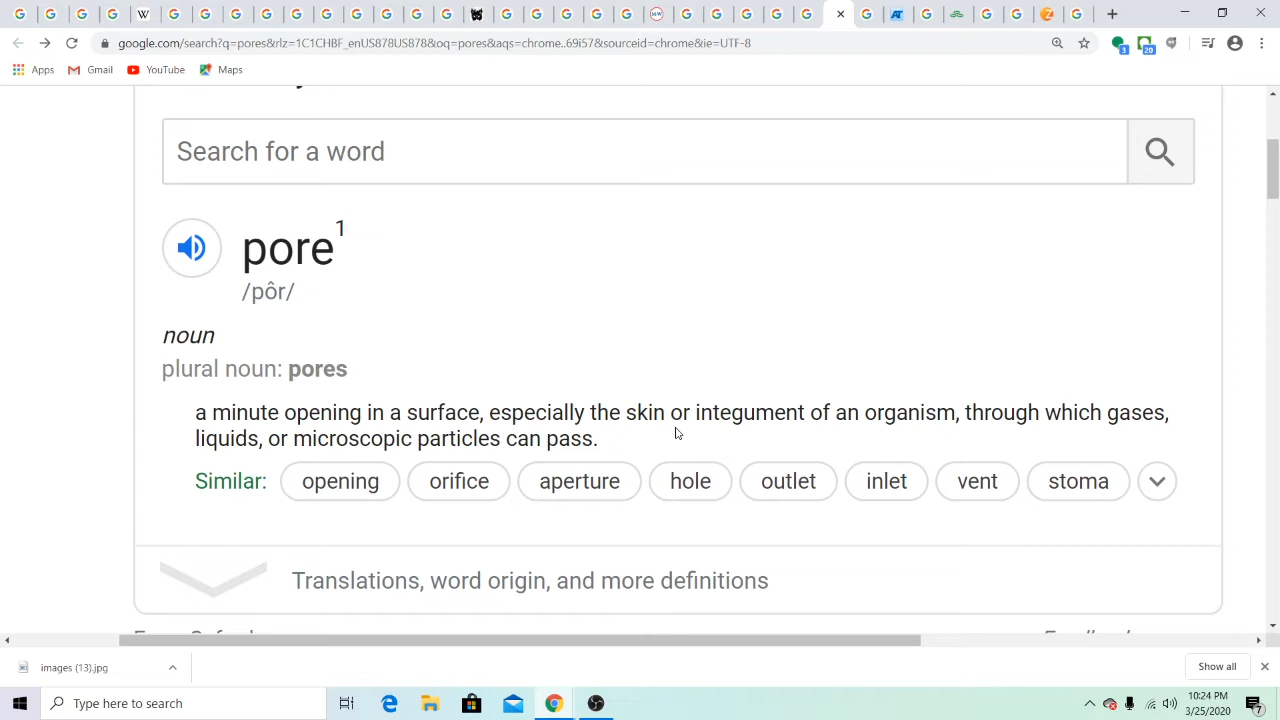 google.com/search?q=pores&rlz=1C1CHBF_enUS878US978&oq=pores&aqs=chrome..69i57&sourceid=chrome&ie=UTF-8
3
20
Apps
Gmail
YouTube
Maps
Search for a word
pore1
/pôr/
noun
plural noun: pores
a minute opening in a surface, especially the skin or integument of an organism, through which gases,
liquids, or microscopic particles can pass.
Similar: opening orifice aperture hole outlet inlet vent stoma
Translations, word origin, and more definitions
images (13).jpg
Show all
Type here to search
10:24 PM
3/25/2020
7